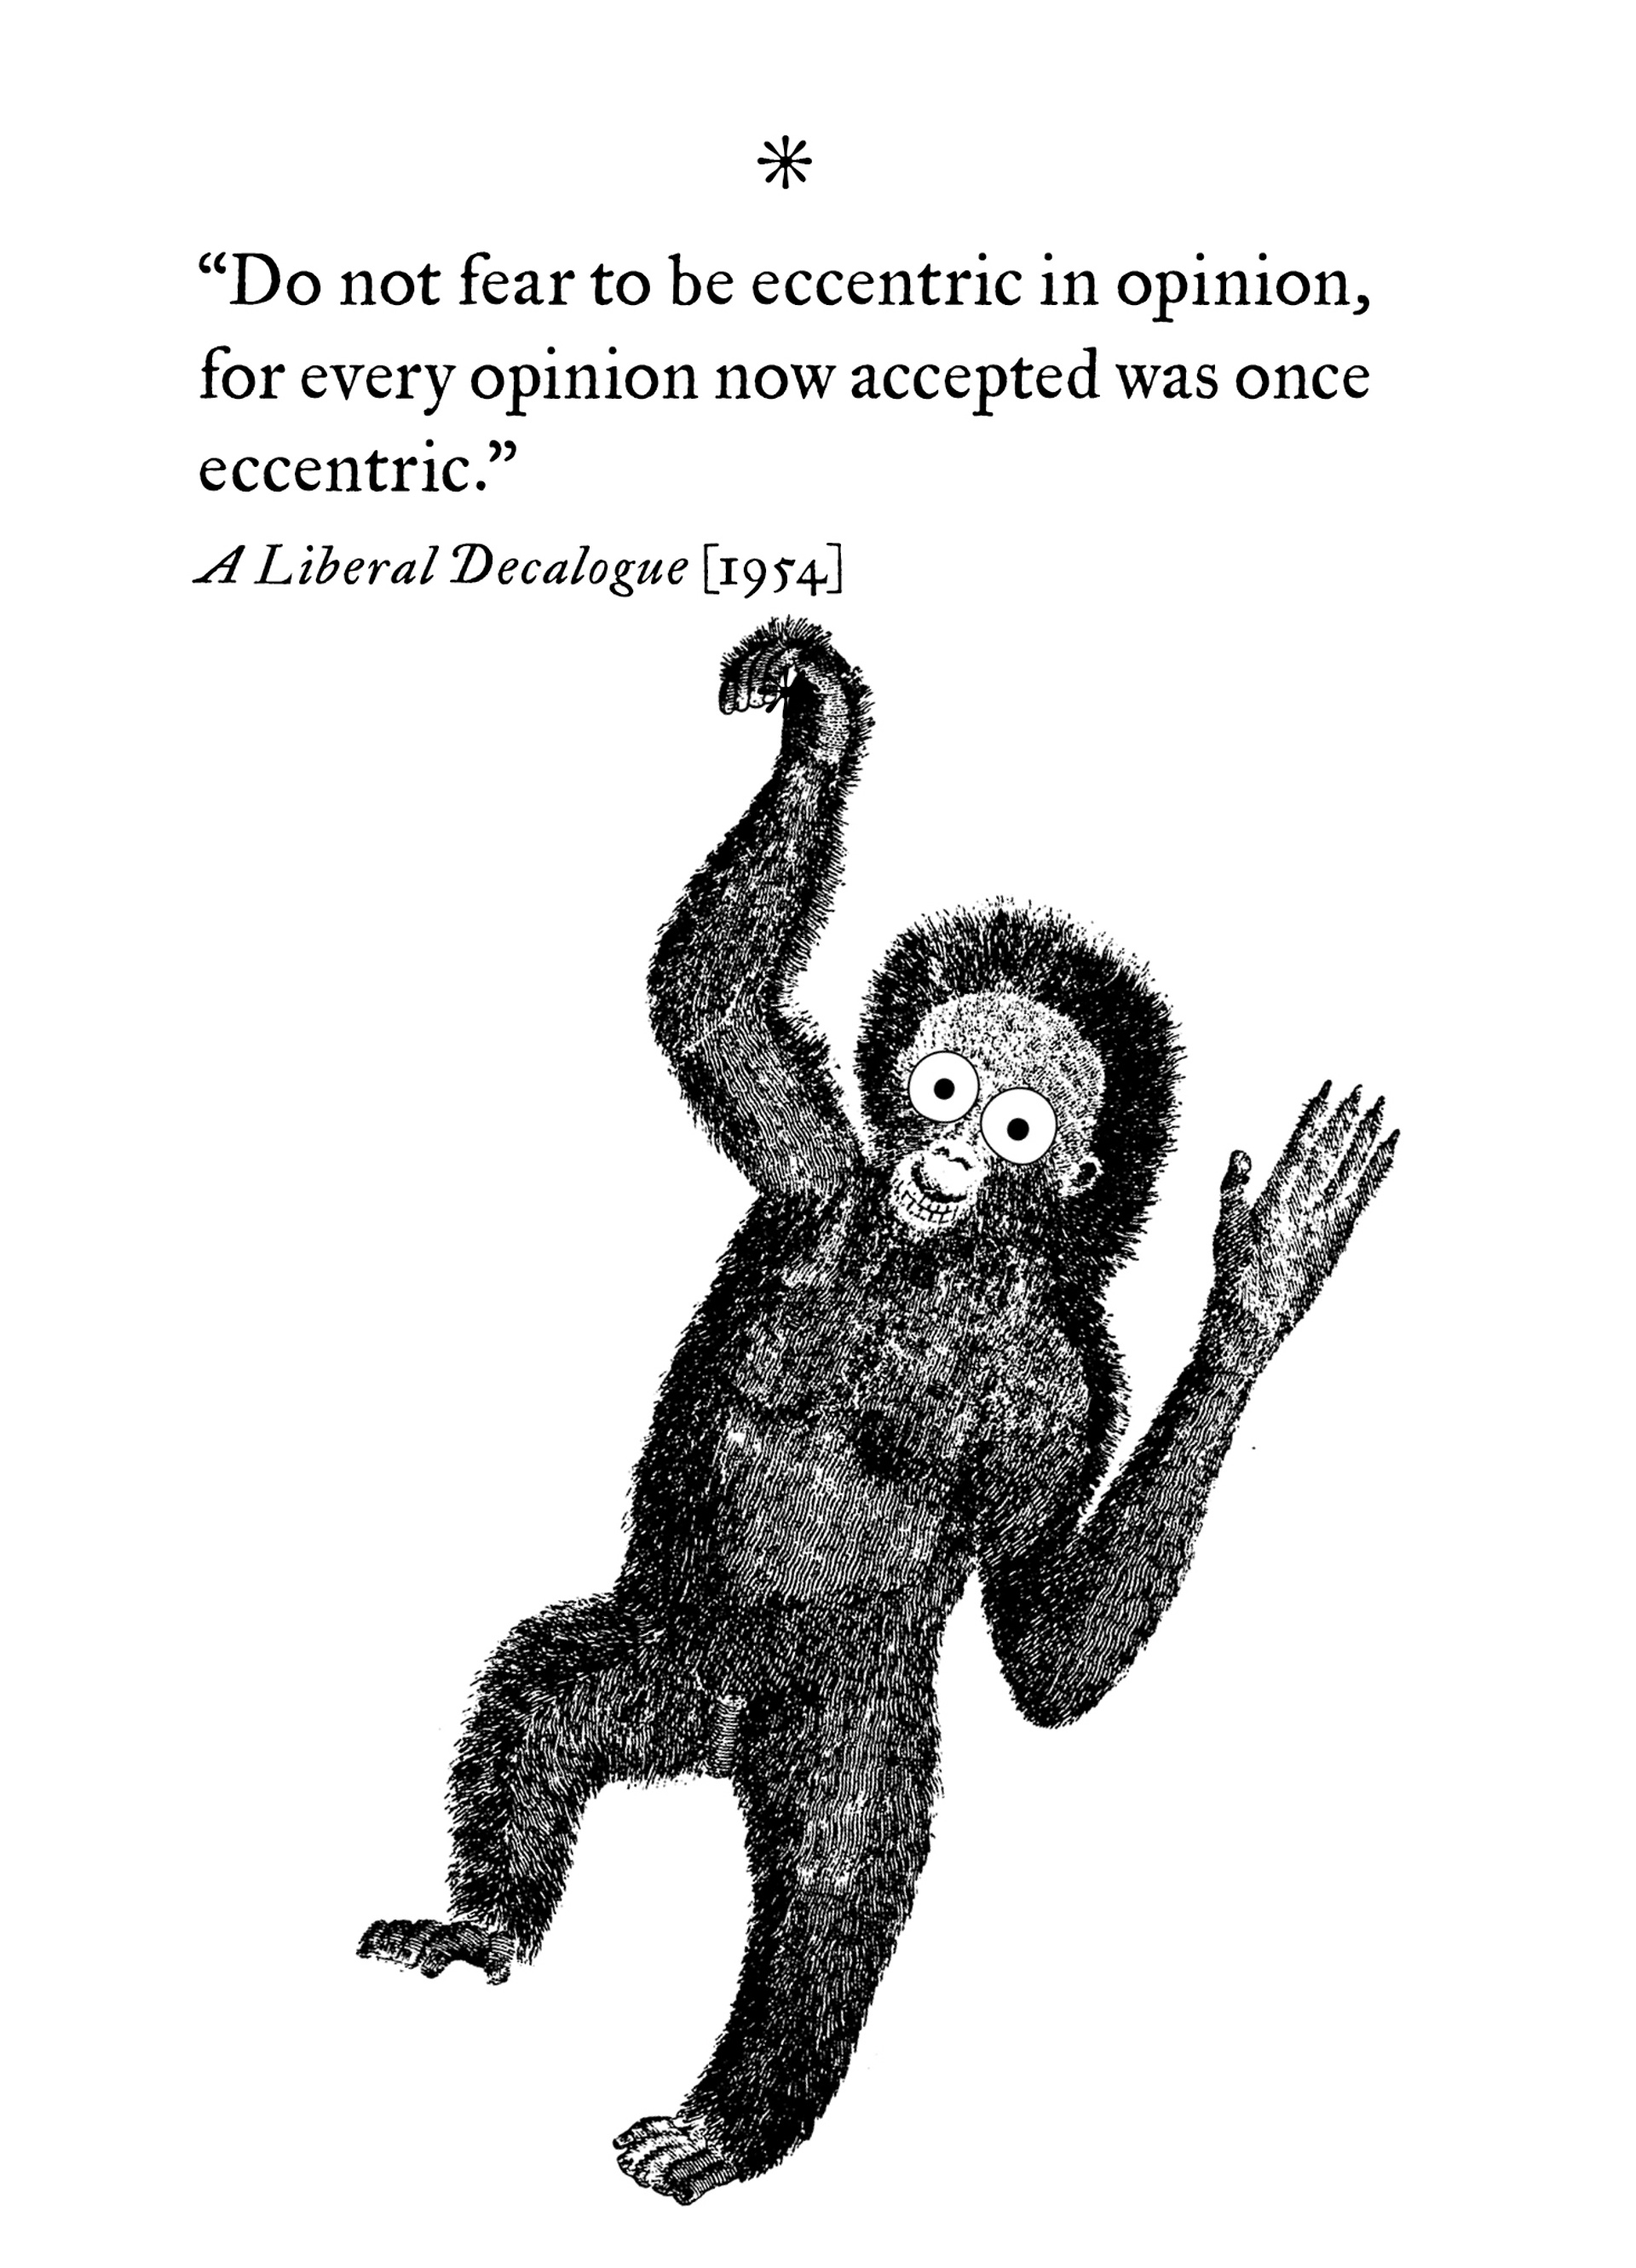 “Do not fear to be eccentric in opinion,
for every opinion now accepted was once
eccentric.”
A Liberal Decalogue [1954]